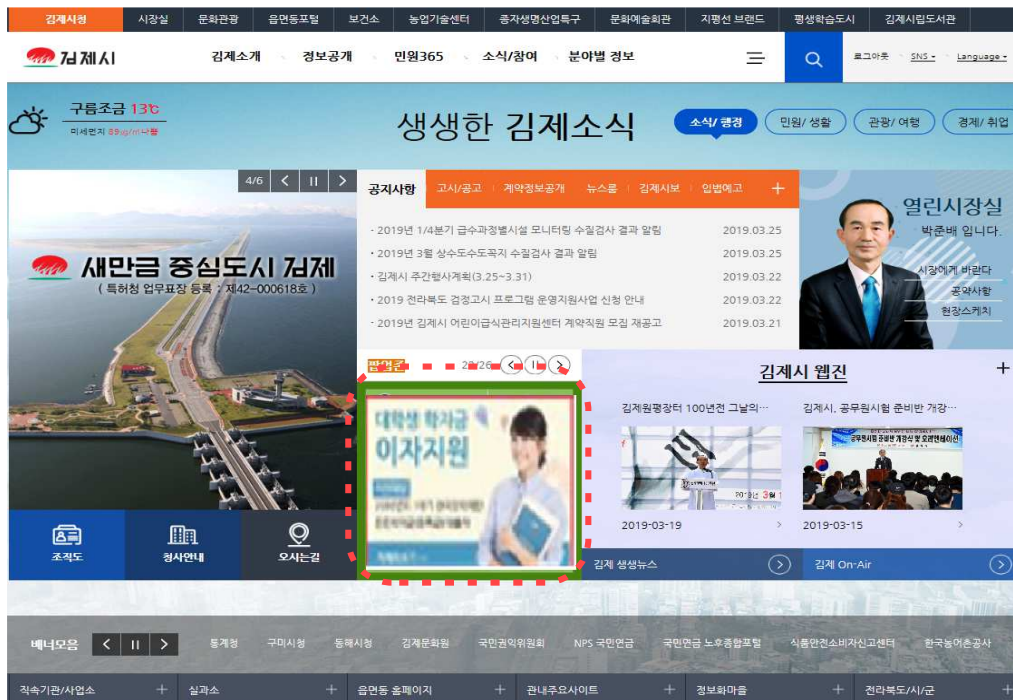 김제시청 시장실 문화관광 읍면동포털 보건소 농업기술센터 종자생명산업특구 문화예술회관 지평선 브랜드 평생학습도시 김제시립도서관
김제시 김제소개 정보공개 민원365 소식/참여 분야별 정보 로그아웃 SNS Language
구름조금 13℃
미세먼지
생생한 김제소식 소식/ 행정 민원/ 생활 관광/ 여행 경제/ 취업
4/6
공지사항 고시/공고 계약정보공개 뉴스룸 김제시보 입법예고 +
· 2019년 1/4분기 급수과정별시설 모니터링 수질검사 결과 알림 2019.03.25
· 2019년 3월 상수도수도꼭지 수질검사 결과 알림 2019.03.25
· 김제시 주간행사계획(3.25~3.31) 2019.03.22
· 2019 전라북도 검정고시 프로그램 운영지원사업 신청 안내 2019.03.22
· 2019년 김제시 어린이급식관리지원센터 계약직원 모집 재공고 2019.03.21
열린시장실
박준배 입니다.
시장에게 바란다
공약사항
현장스케치
새만금 중심도시 김제
( 특허청 업무표장 등록 : 제42-000618호 )
팝업존
대학생 학자금
이자지원
김제시 웹진 +
김제원평장터 100년전 그날의…
김제시, 공무원시험 준비반 개강…
공무원시험 준비반 개강식 및 오리엔테이션
2019-03-19
2019-03-15
조직도 청사안내 오시는길
김제 생생뉴스 김제 On-Air
배너모음 통계청 구미시청 동해시청 김제문화원 국민권익위원회 NPS 국민연금 국민연금 노후종합포털 식품안전소비자신고센터 한국농어촌공사
직속기관/사업소 + 실과소 + 읍면동 홈페이지 + 관내주요사이트 + 정보화마을 + 전라북도/시/군 +